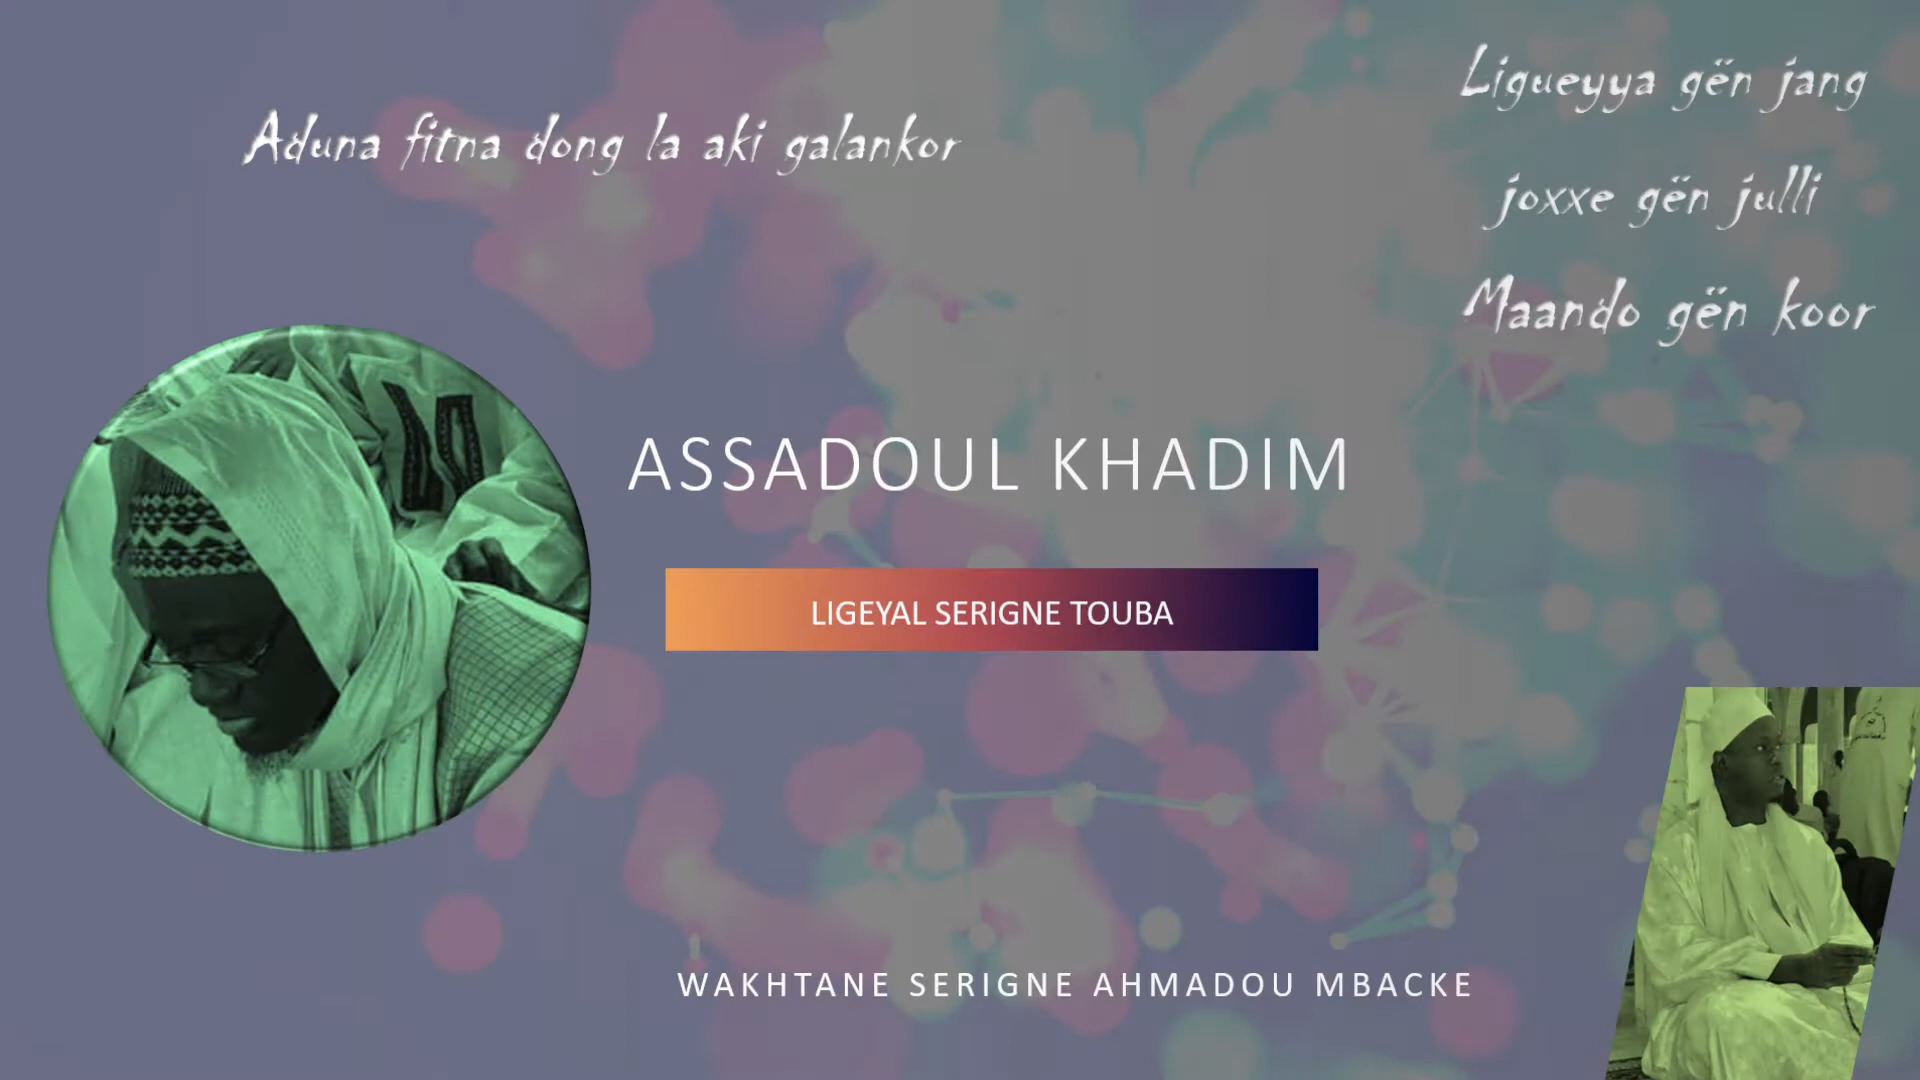 Aduna fitna dong la aki galankor
Ligueyya gën jang
joxxe gën julli
Maando gën koor
ASSADOUL KHADIM
LIGEYAL SERIGNE TOUBA
WAKHTANE SERIGNE AHMADOU MBACKE